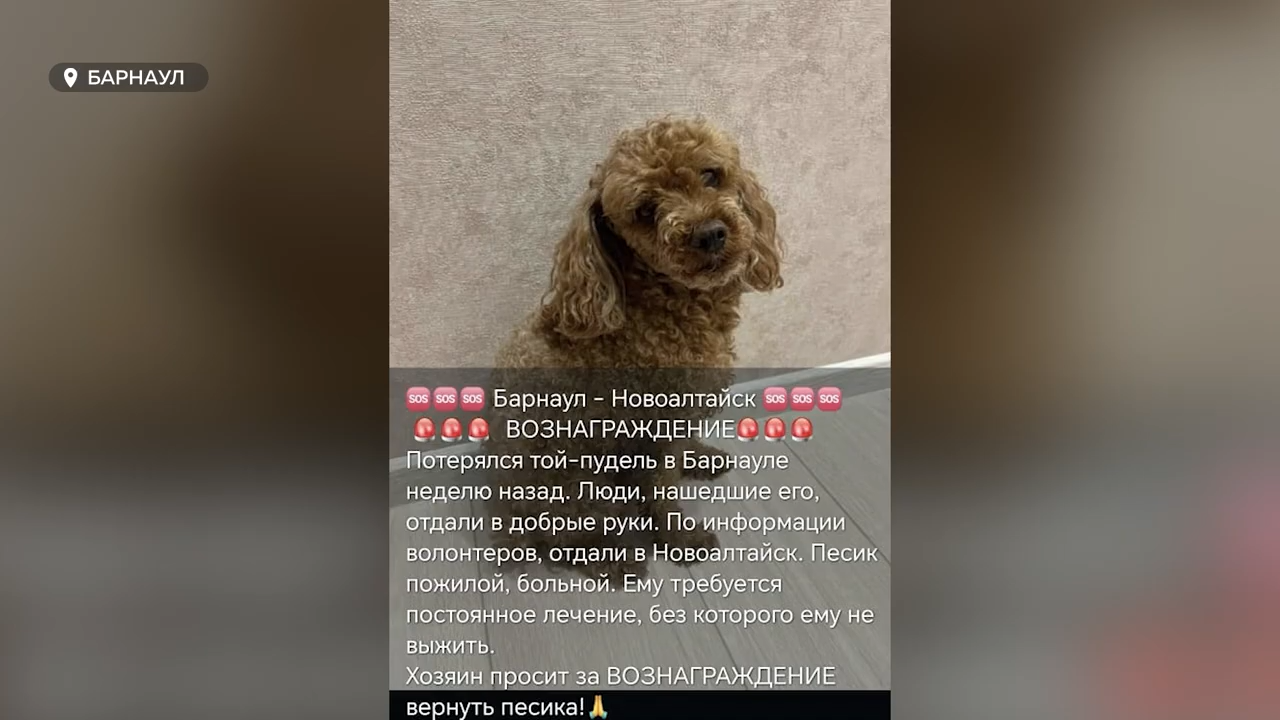 БАРНАУЛ
🆘🆘🆘 Барнаул - Новоалтайск 🆘🆘🆘
🚨🚨🚨 ВОЗНАГРАЖДЕНИЕ🚨🚨🚨
Потерялся той-пудель в Барнауле
неделю назад. Люди, нашедшие его,
отдали в добрые руки. По информации
волонтеров, отдали в Новоалтайск. Песик
пожилой, больной. Ему требуется
постоянное лечение, без которого ему не
выжить.
Хозяин просит за ВОЗНАГРАЖДЕНИЕ
вернуть песика!🙏